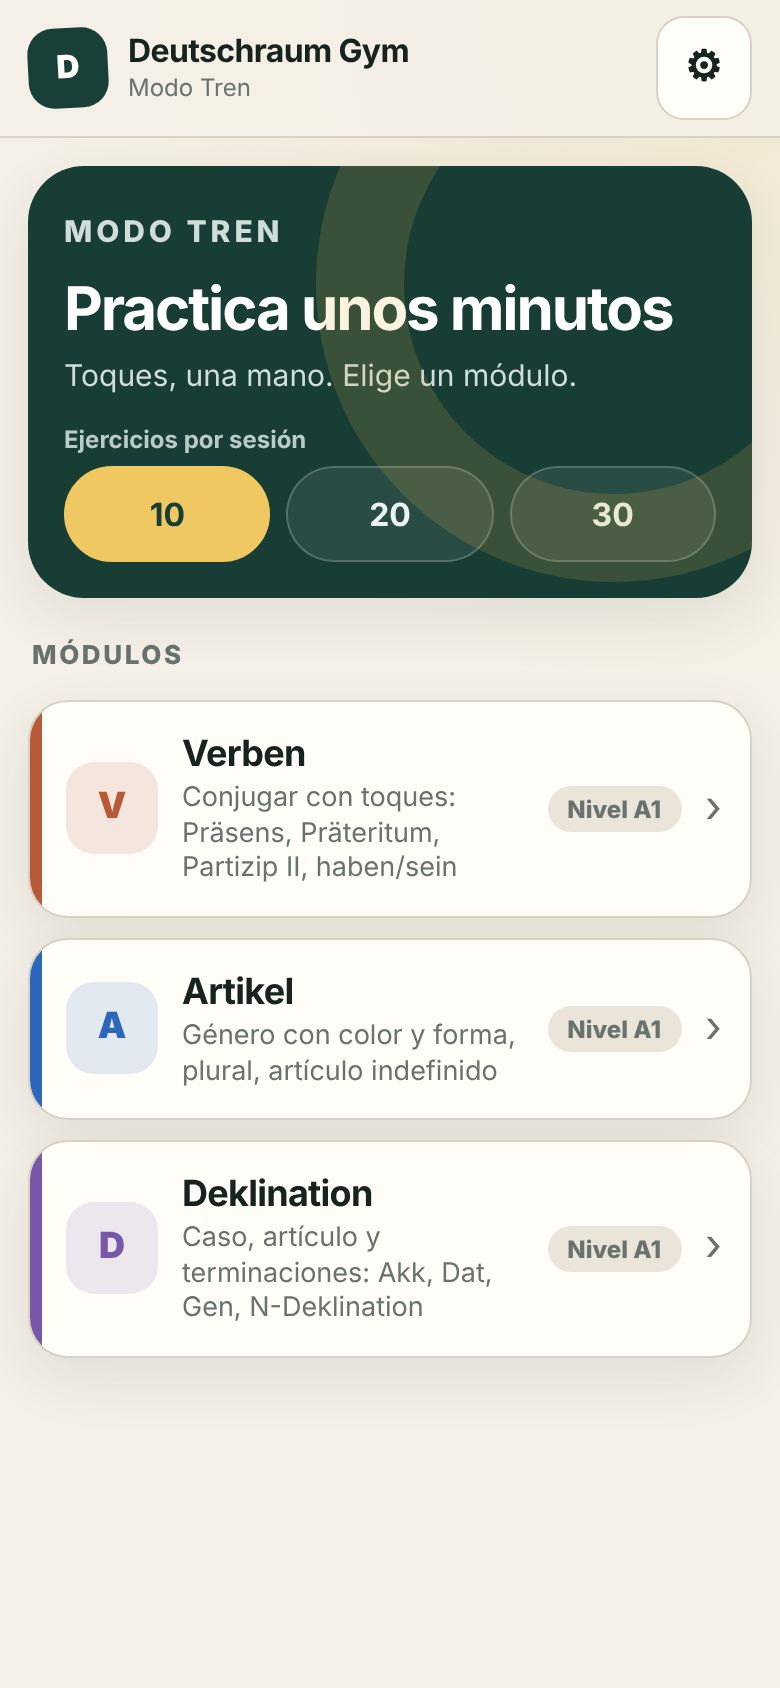 D
Deutschraum Gym
Modo Tren
⚙
MODO TREN
Practica unos minutos
Toques, una mano. Elige un módulo.
Ejercicios por sesión
10
20
30
MÓDULOS
V
Verben
Conjugar con toques:
Präsens, Präteritum,
Partizip II, haben/sein
Nivel A1
›
A
Artikel
Género con color y forma,
plural, artículo indefinido
Nivel A1
›
D
Deklination
Caso, artículo y
terminaciones: Akk, Dat,
Gen, N-Deklination
Nivel A1
›